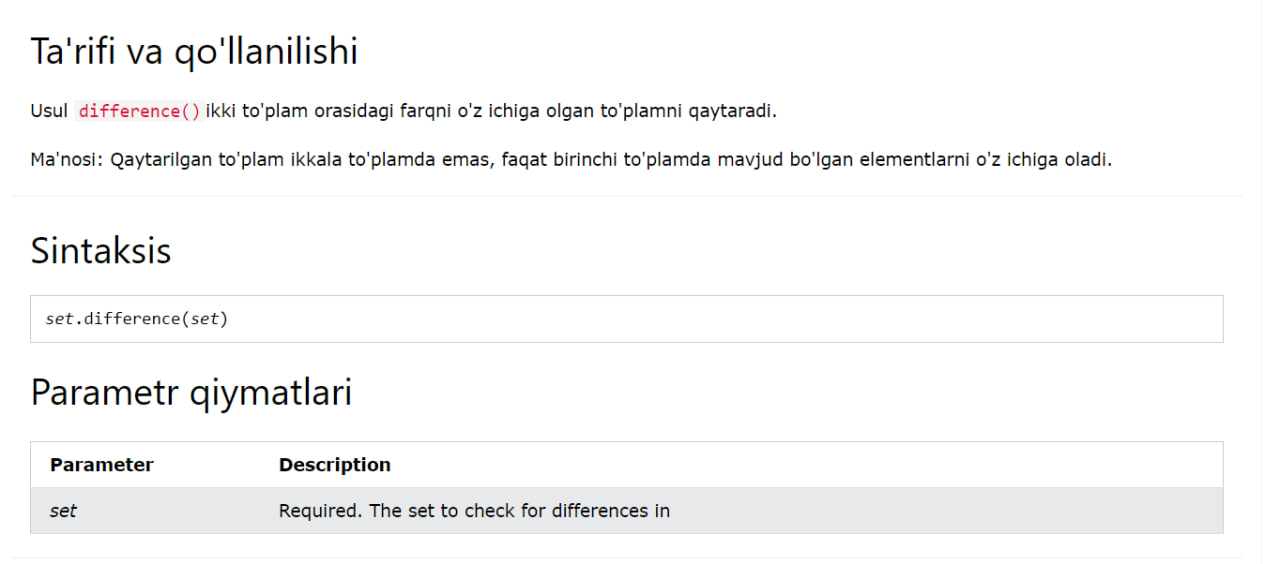 Ta'rifi va qo'llanilishi
Usul difference() ikki to'plam orasidagi farqni o'z ichiga olgan to'plamni qaytaradi.
Ma'nosi: Qaytarilgan to'plam ikkala to'plamda emas, faqat birinchi to'plamda mavjud bo'lgan elementlarni o'z ichiga oladi.
Sintaksis
set.difference(set)
Parametr qiymatlari
Parameter Description
set Required. The set to check for differences in